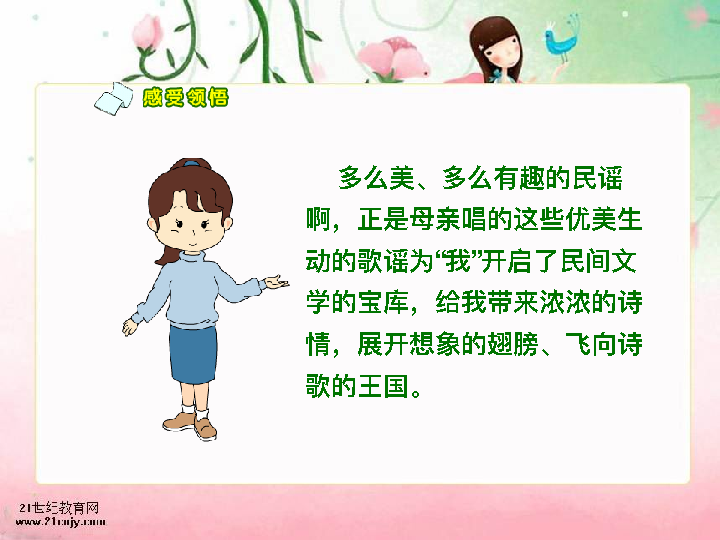 感受领悟
多么美、多么有趣的民谣
啊，正是母亲唱的这些优美生
动的歌谣为“我”开启了民间文
学的宝库，给我带来浓浓的诗
情，展开想象的翅膀、飞向诗
歌的王国。
21世纪教育网
www.21cnjy.com